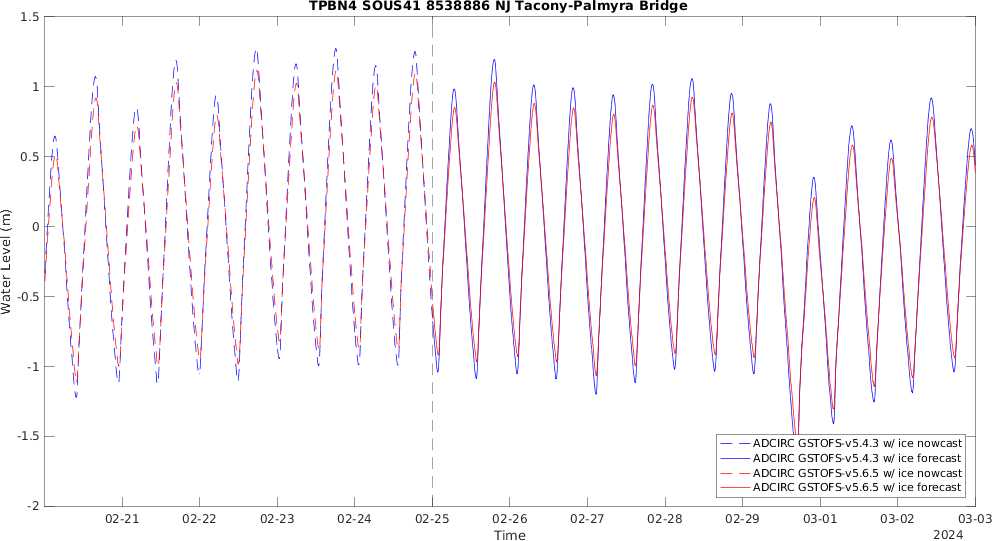 TPBN4 SOUS41 8538886 NJ Tacony-Palmyra Bridge
1.5
1
0.5
0
-0.5
-1
-1.5
-2
Water Level (m)
02-21 02-22 02-23 02-24 02-25 02-26 02-27 02-28 02-29 03-01 03-02 03-03
Time
2024
ADCIRC GSTOFS-v5.4.3 w/ ice nowcast
ADCIRC GSTOFS-v5.4.3 w/ ice forecast
ADCIRC GSTOFS-v5.6.5 w/ ice nowcast
ADCIRC GSTOFS-v5.6.5 w/ ice forecast